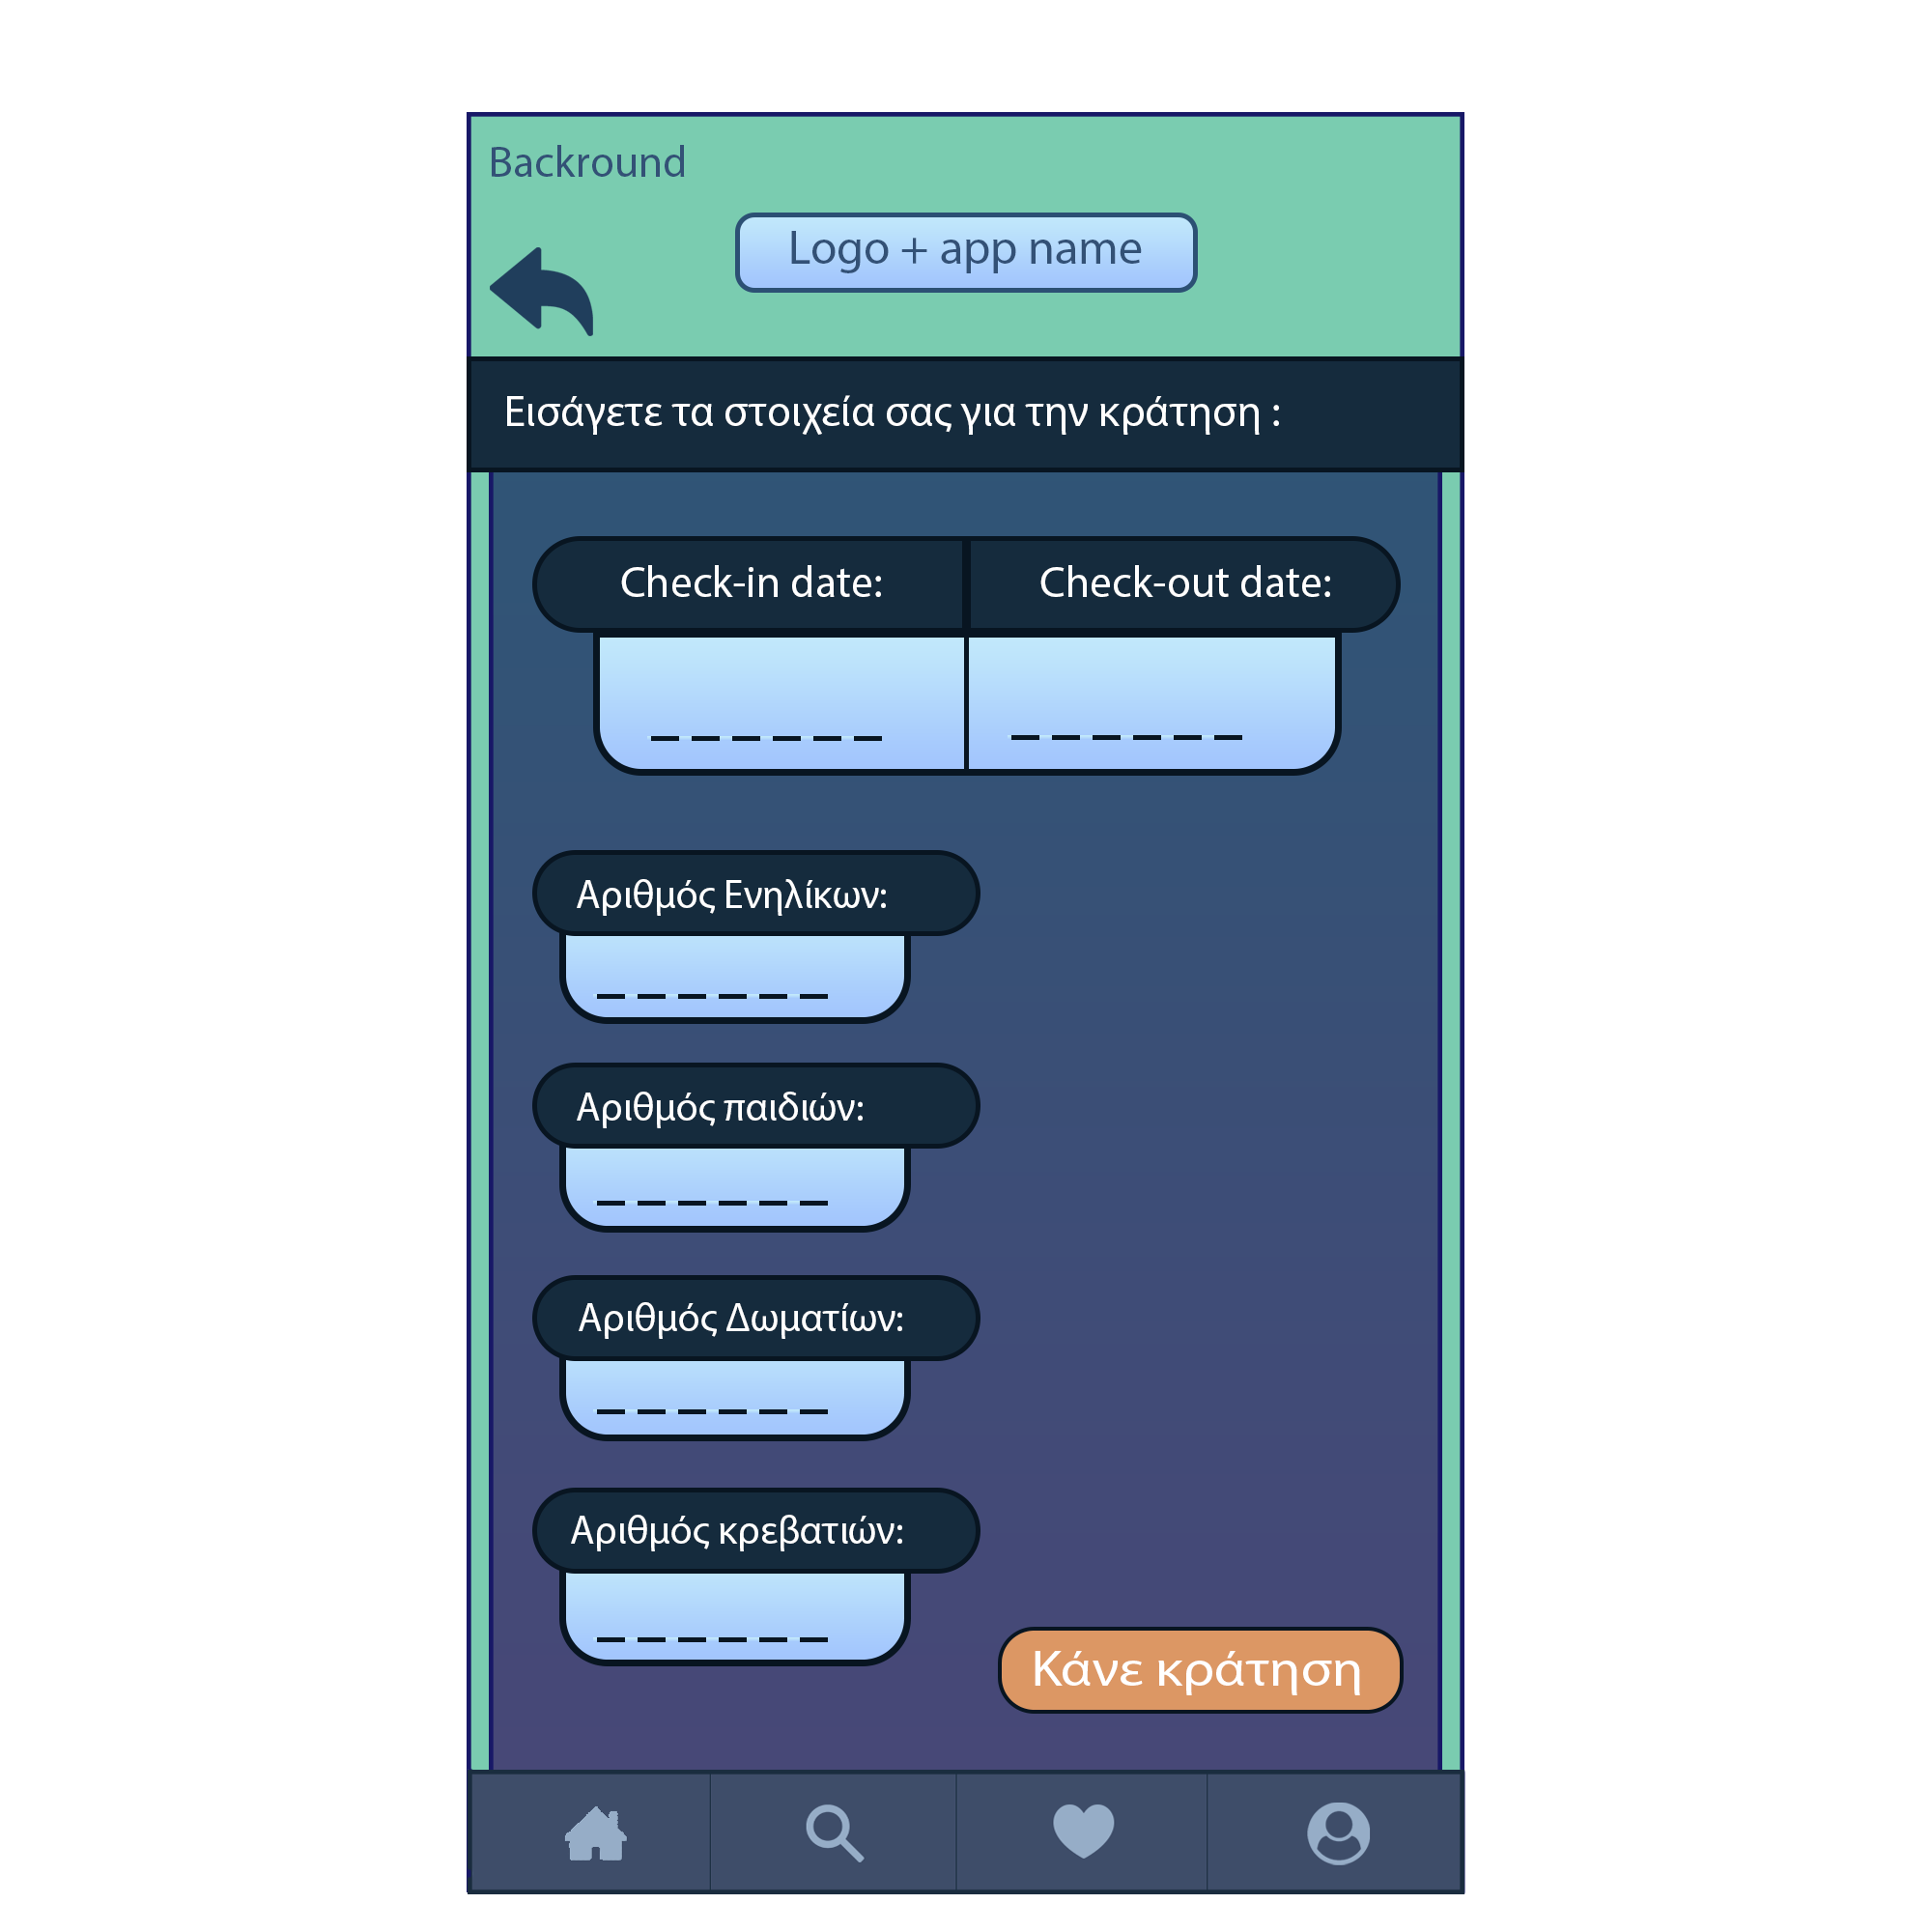 Backround
Logo + app name
Εισάγετε τα στοιχεία σας για την κράτηση :
Check-in date:
Check-out date:
_ _ _ _ _ _
_ _ _ _ _ _
Αριθμός Ενηλίκων:
_ _ _ _ _ _
Αριθμός παιδιών:
_ _ _ _ _ _
Αριθμός Δωματίων:
_ _ _ _ _ _
Αριθμός κρεβατιών:
_ _ _ _ _ _
Κάνε κράτηση